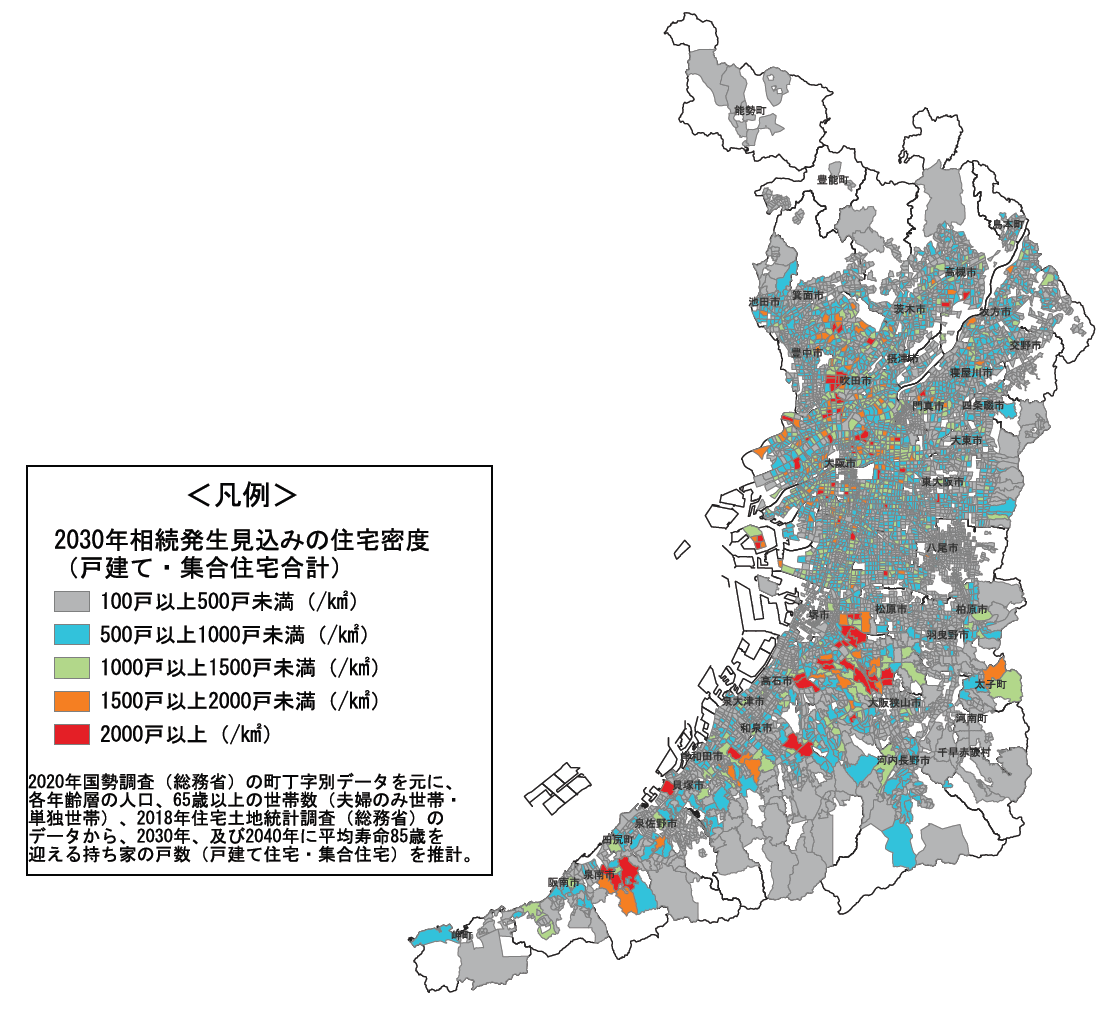 能勢町
豊能町
島本町
高槻市
池田市
箕面市
茨木市
枚方市
交野市
豊中市
摂津市
寝屋川市
吹田市
門真市
四条畷市
大東市
大阪市
東大阪市
八尾市
堺市
松原市
柏原市
羽曳野市
高石市
太子町
泉大津市
大阪狭山市
河南町
和泉市
千早赤阪村
岸和田市
河内長野市
貝塚市
泉佐野市
田尻町
泉南市
阪南市
岬町
＜凡例＞
2030年相続発生見込みの住宅密度
（戸建て・集合住宅合計）
100戸以上500戸未満（/k㎡）
500戸以上1000戸未満（/k㎡）
1000戸以上1500戸未満（/k㎡）
1500戸以上2000戸未満（/k㎡）
2000戸以上（/k㎡）
2020年国勢調査（総務省）の町丁字別データを元に、
各年齢層の人口、65歳以上の世帯数（夫婦のみ世帯・
単独世帯）、2018年住宅土地統計調査（総務省）の
データから、2030年、及び2040年に平均寿命85歳を
迎える持ち家の戸数（戸建て住宅・集合住宅）を推計。